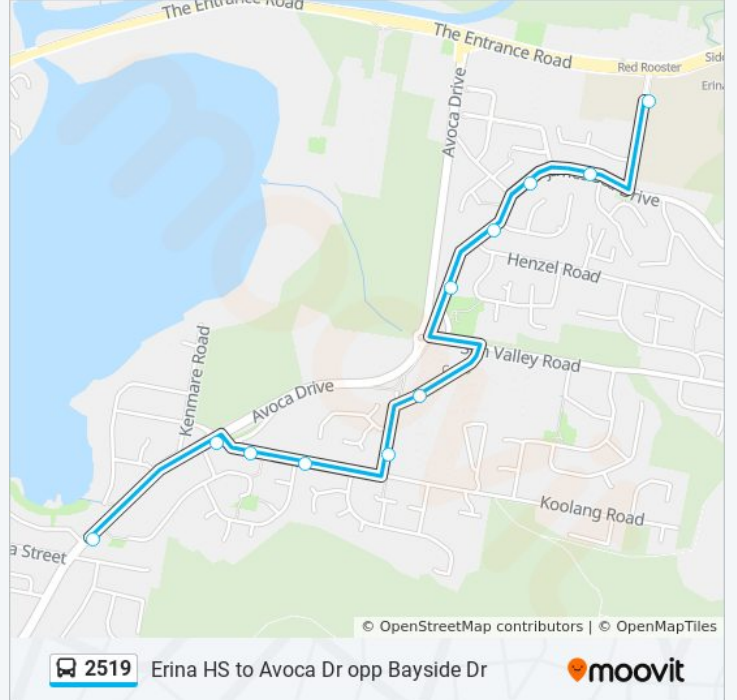 The Entrance Road
The Entrance Road
Red Rooster
Avoca Drive
Drive
Henzel Road
Valley Road
Kenmare Road
Avoca Drive
Koolang Road
a Street
© OpenStreetMap contributors | © OpenMapTiles
2519 Erina HS to Avoca Dr opp Bayside Dr
moovit